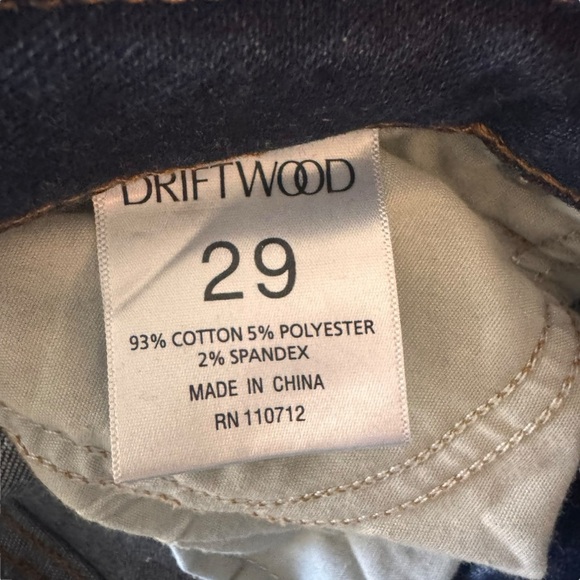 DRIFTWOOD
29
93% COTTON 5% POLYESTER
2% SPANDEX
MADE IN CHINA
RN 110712